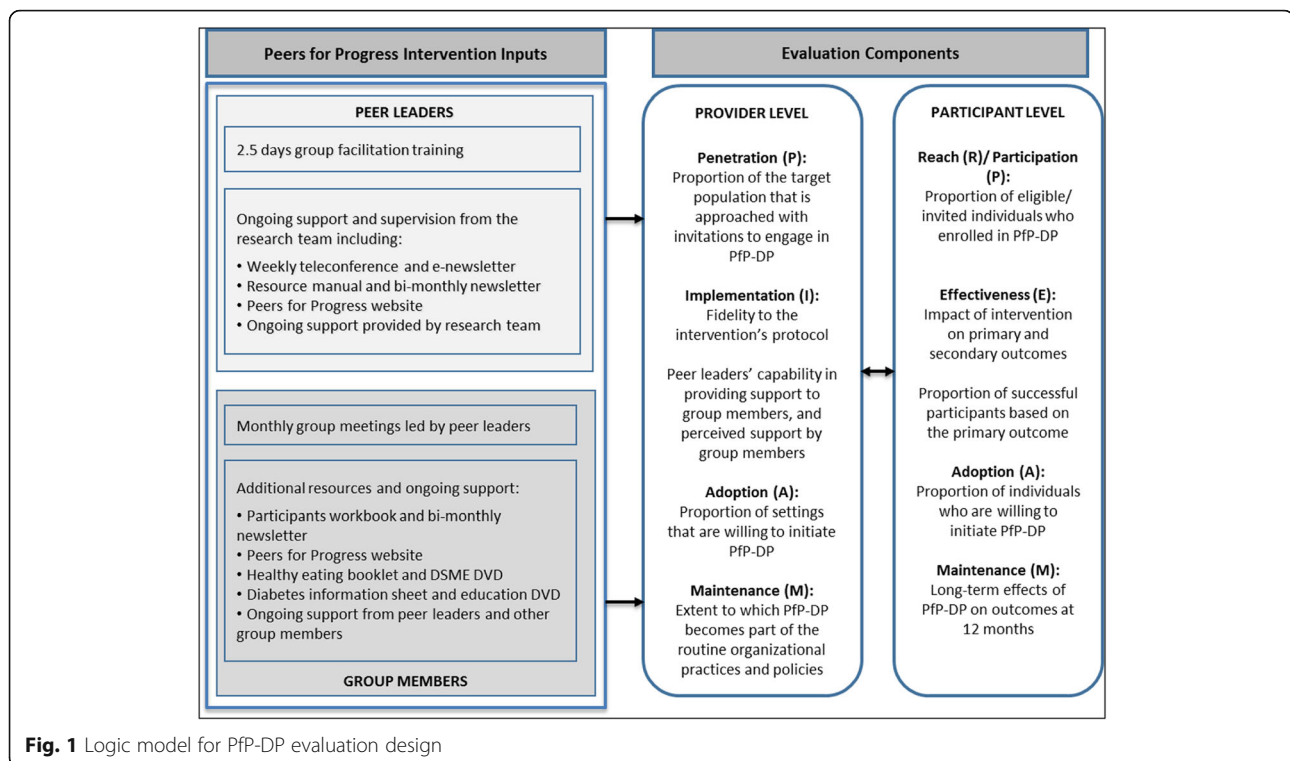 Peers for Progress Intervention Inputs
PEER LEADERS
2.5 days group facilitation training
Ongoing support and supervision from the
research team including:
• Weekly teleconference and e-newsletter
• Resource manual and bi-monthly newsletter
• Peers for Progress website
• Ongoing support provided by research team
Monthly group meetings led by peer leaders
Additional resources and ongoing support:
• Participants workbook and bi-monthly
newsletter
• Peers for Progress website
• Healthy eating booklet and DSME DVD
• Diabetes information sheet and education DVD
• Ongoing support from peer leaders and other
group members
GROUP MEMBERS
Evaluation Components
PROVIDER LEVEL
Penetration (P):
Proportion of the target
population that is
approached with
invitations to engage in
PfP-DP
Implementation (I):
Fidelity to the
intervention's protocol
Peer leaders' capability in
providing support to
group members, and
perceived support by
group members
Adoption (A):
Proportion of settings
that are willing to initiate
PfP-DP
Maintenance (M):
Extent to which PfP-DP
becomes part of the
routine organizational
practices and policies
PARTICIPANT LEVEL
Reach (R)/ Participation
(P):
Proportion of eligible/
invited individuals who
enrolled in PfP-DP
Effectiveness (E):
Impact of intervention
on primary and
secondary outcomes
Proportion of successful
participants based on
the primary outcome
Adoption (A):
Proportion of individuals
who are willing to
initiate PfP-DP
Maintenance (M):
Long-term effects of
PfP-DP on outcomes at
12 months
Fig. 1 Logic model for PfP-DP evaluation design